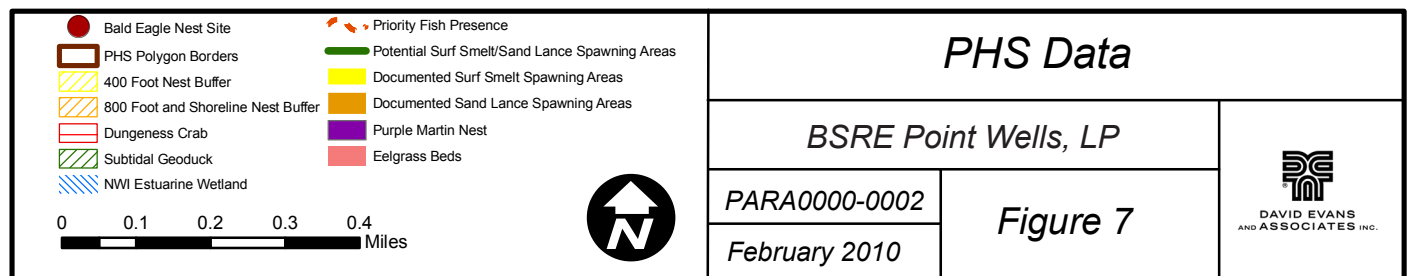 Bald Eagle Nest Site
PHS Polygon Borders
400 Foot Nest Buffer
800 Foot and Shoreline Nest Buffer
Dungeness Crab
Subtidal Geoduck
NWI Estuarine Wetland
Priority Fish Presence
Potential Surf Smelt/Sand Lance Spawning Areas
Documented Surf Smelt Spawning Areas
Documented Sand Lance Spawning Areas
Purple Martin Nest
Eelgrass Beds
0 0.1 0.2 0.3 0.4
Miles
N
PHS Data
BSRE Point Wells, LP
PARA0000-0002
February 2010
Figure 7
®
DAVID EVANS
AND ASSOCIATES INC.